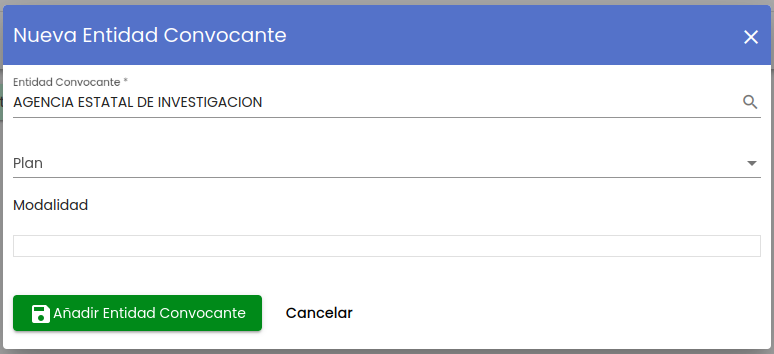 Nueva Entidad Convocante
Entidad Convocante *
AGENCIA ESTATAL DE INVESTIGACION
Plan
Modalidad
Añadir Entidad Convocante
Cancelar